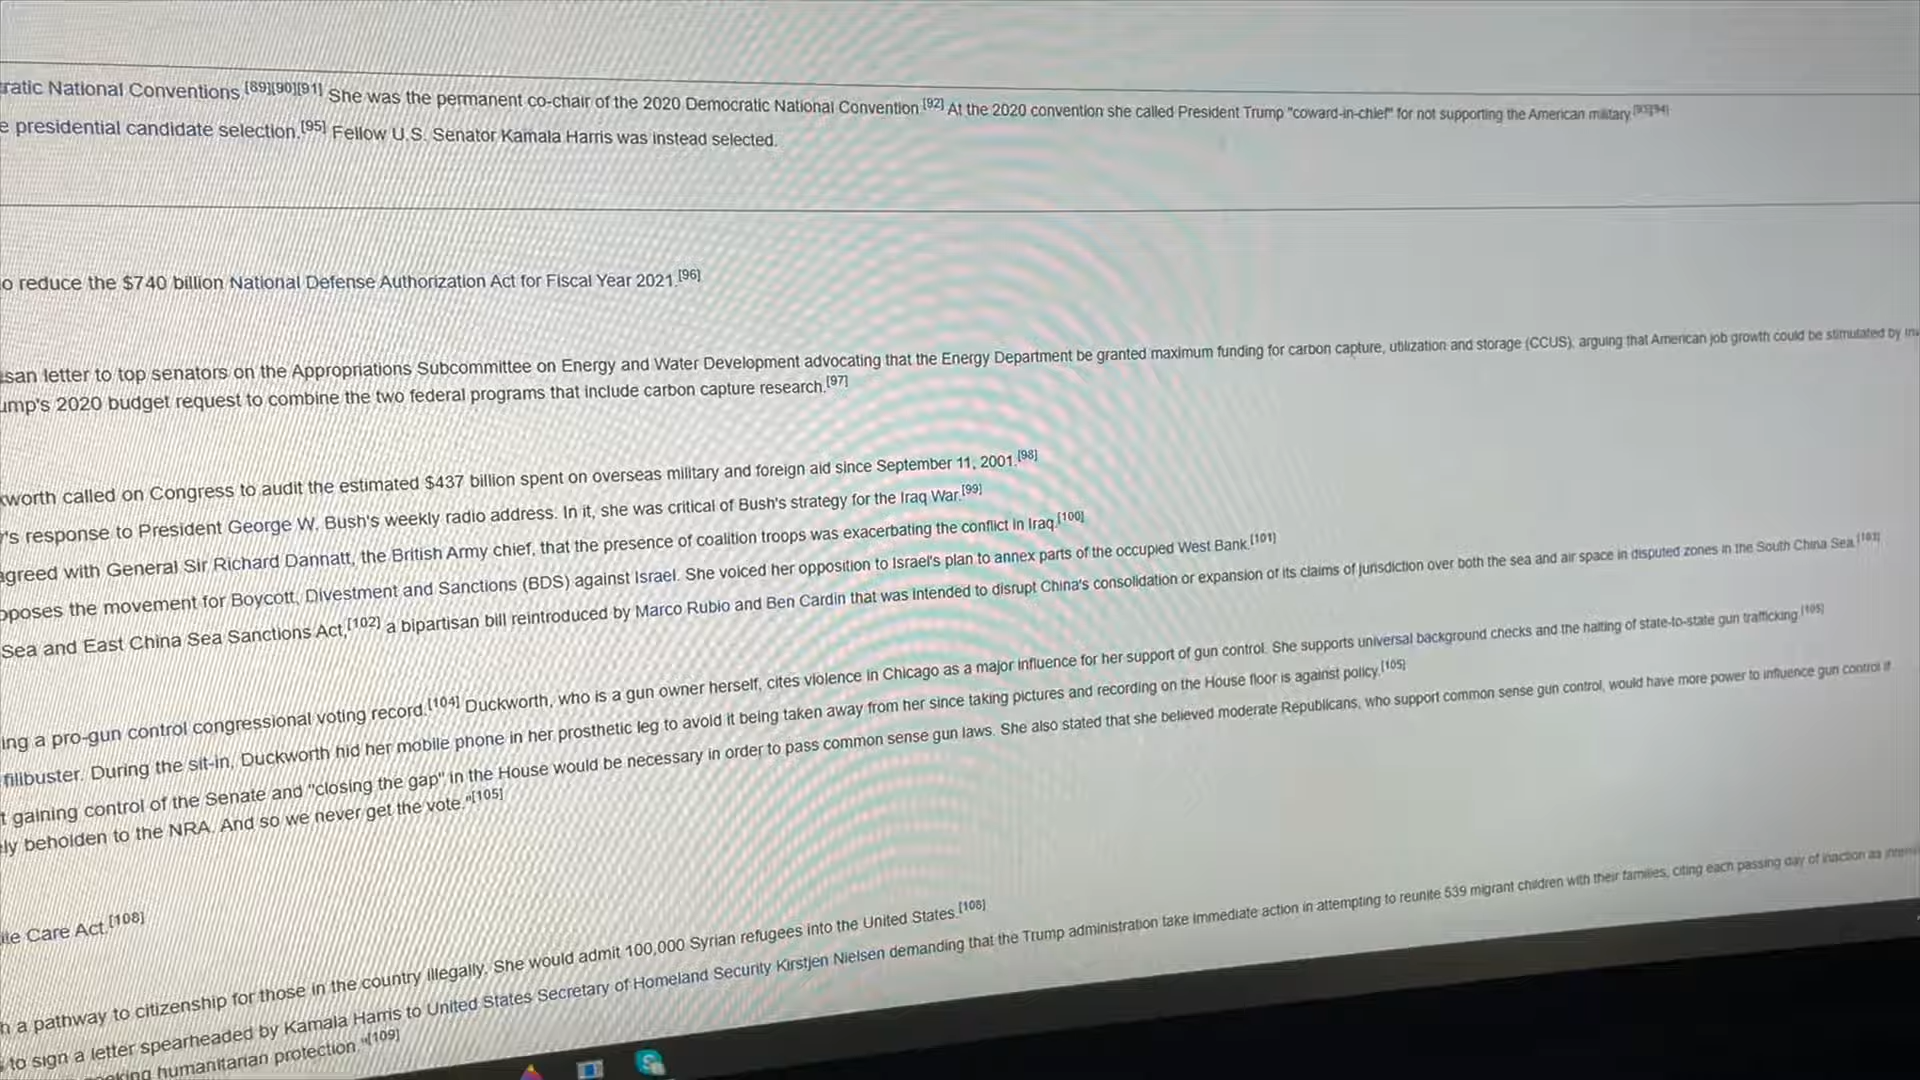 ratic National Conventions.[89][90][91] She was the permanent co-chair of the 2020 Democratic National Convention.[92] At the 2020 convention she called President Trump "coward-in-chief" for not supporting the American military.[93][94]
e presidential candidate selection.[95] Fellow U.S. Senator Kamala Harris was instead selected.
o reduce the $740 billion National Defense Authorization Act for Fiscal Year 2021.[96]
san letter to top senators on the Appropriations Subcommittee on Energy and Water Development advocating that the Energy Department be granted maximum funding for carbon capture, utilization and storage (CCUS), arguing that American job growth could be stimulated by
ump's 2020 budget request to combine the two federal programs that include carbon capture research.[97]
kworth called on Congress to audit the estimated $437 billion spent on overseas military and foreign aid since September 11, 2001.[98]
's response to President George W. Bush's weekly radio address. In it, she was critical of Bush's strategy for the Iraq War.[99]
agreed with General Sir Richard Dannatt, the British Army chief, that the presence of coalition troops was exacerbating the conflict in Iraq.[100]
pposes the movement for Boycott, Divestment and Sanctions (BDS) against Israel. She voiced her opposition to Israel's plan to annex parts of the occupied West Bank.[101]
Sea and East China Sea Sanctions Act,[102] a bipartisan bill reintroduced by Marco Rubio and Ben Cardin that was intended to disrupt China's consolidation or expansion of its claims of jurisdiction over both the sea and air space in disputed zones in the South China Sea.[103]
ing a pro-gun control congressional voting record.[104] Duckworth, who is a gun owner herself, cites violence in Chicago as a major influence for her support of gun control. She supports universal background checks and the halting of state-to-state gun trafficking.[105]
filibuster. During the sit-in, Duckworth hid her mobile phone in her prosthetic leg to avoid it being taken away from her since taking pictures and recording on the House floor is against policy.[105]
t gaining control of the Senate and "closing the gap" in the House would be necessary in order to pass common sense gun laws. She also stated that she believed moderate Republicans, who support common sense gun control, would have more power to influence gun control if
ly beholden to the NRA. And so we never get the vote."[105]
le Care Act.[108]
h a pathway to citizenship for those in the country illegally. She would admit 100,000 Syrian refugees into the United States.[108]
to sign a letter spearheaded by Kamala Harris to United States Secretary of Homeland Security Kirstjen Nielsen demanding that the Trump administration take immediate action in attempting to reunite 539 migrant children with their families, citing each passing day of inaction as
humanitarian protection."[109]